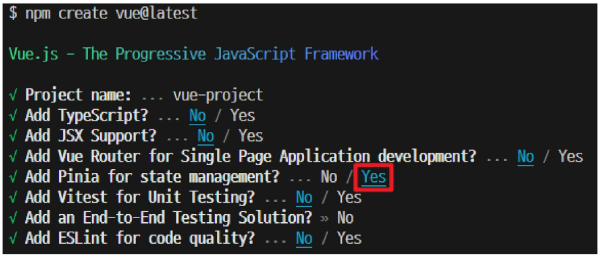 $ npm create vue@latest
Vue.js - The Progressive JavaScript Framework
√ Project name: ... vue-project
√ Add TypeScript? ... No / Yes
√ Add JSX Support? ... No / Yes
√ Add Vue Router for Single Page Application development? ... No / Yes
√ Add Pinia for state management? ... No / Yes
√ Add Vitest for Unit Testing? ... No / Yes
√ Add an End-to-End Testing Solution? » No
√ Add ESLint for code quality? ... No / Yes